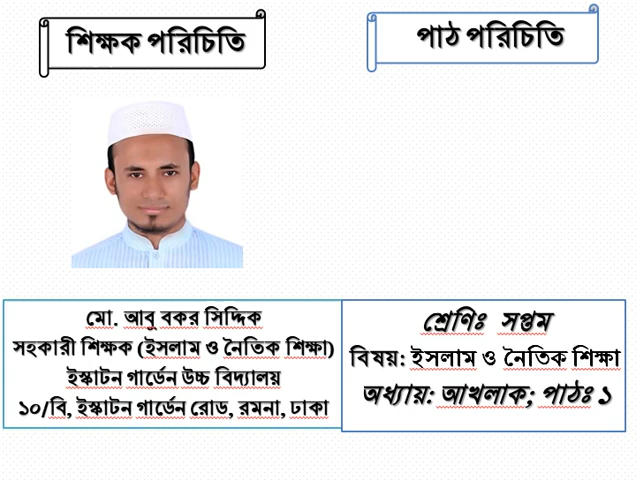 শিক্ষক পরিচিতি
পাঠ পরিচিতি
মো. আবু বকর সিদ্দিক
সহকারী শিক্ষক (ইসলাম ও নৈতিক শিক্ষা)
ইস্কাটন গার্ডেন উচ্চ বিদ্যালয়
১০/বি, ইস্কাটন গার্ডেন রোড, রমনা, ঢাকা
শ্রেণিঃ সপ্তম
বিষয়: ইসলাম ও নৈতিক শিক্ষা
অধ্যায়: আখলাক; পাঠঃ ১